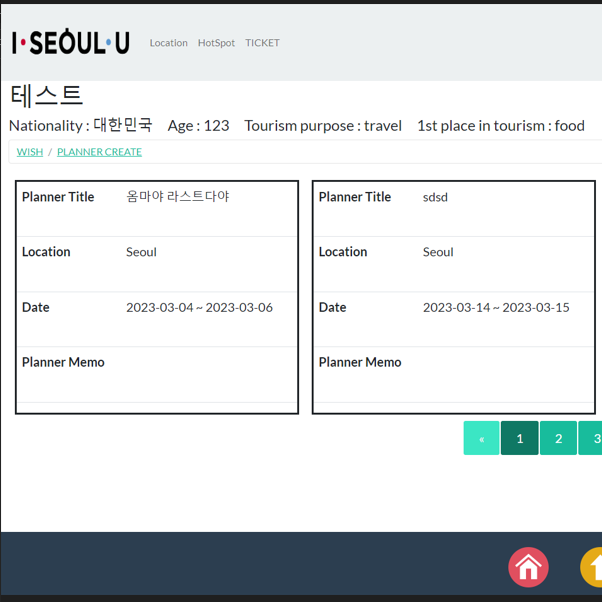 I·SEOUL·U Location HotSpot TICKET
테스트
Nationality : 대한민국 Age : 123 Tourism purpose : travel 1st place in tourism : food
WISH / PLANNER CREATE
Planner Title 옴마야 라스트다야
Location Seoul
Date 2023-03-04 ~ 2023-03-06
Planner Memo
Planner Title sdsd
Location Seoul
Date 2023-03-14 ~ 2023-03-15
Planner Memo
« 1 2 3